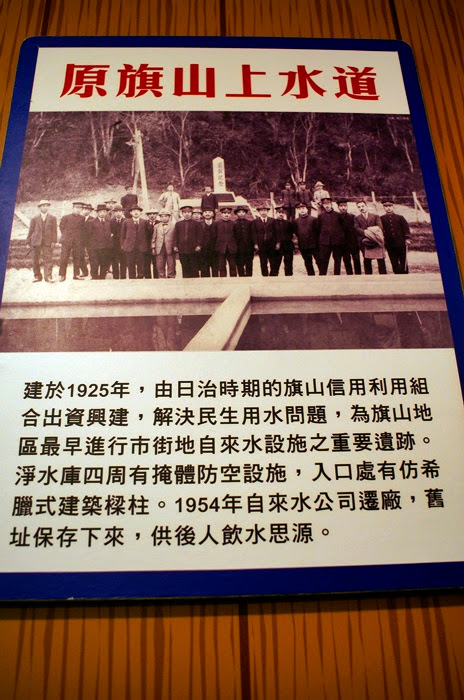 原旗山上水道
建於1925年，由日治時期的旗山信用利用組
合出資興建，解決民生用水問題，為旗山地
區最早進行市街地自來水設施之重要遺跡。
淨水庫四周有掩體防空設施，入口處有仿希
臘式建築樑柱。1954年自來水公司遷廠，舊
址保存下來，供後人飲水思源。